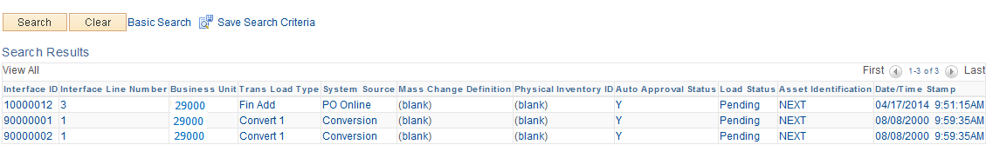 Search Clear Basic Search Save Search Criteria
Search Results
View All First 1-3 of 3 Last
Interface ID Interface Line Number Business Unit Trans Load Type System Source Mass Change Definition Physical Inventory ID Auto Approval Status Load Status Asset Identification Date/Time Stamp
10000012 3 29000 Fin Add PO Online (blank) (blank) Y Pending NEXT 04/17/2014 9:51:15AM
90000001 1 29000 Convert 1 Conversion (blank) (blank) Y Pending NEXT 08/08/2000 9:59:35AM
90000002 1 29000 Convert 1 Conversion (blank) (blank) Y Pending NEXT 08/08/2000 9:59:35AM